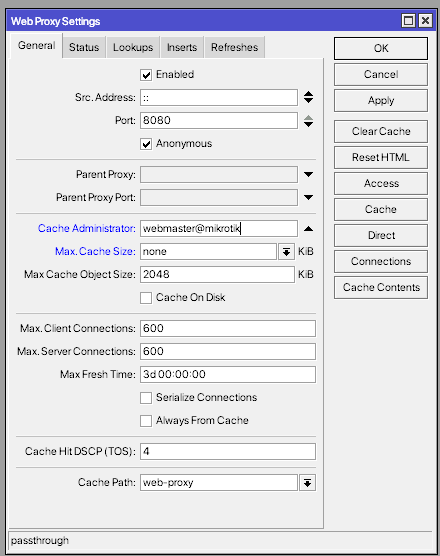 Web Proxy Settings
General Status Lookups Inserts Refreshes
OK
Enabled
Cancel
Src. Address: ::
Apply
Port: 8080
Clear Cache
Anonymous
Reset HTML
Parent Proxy:
Access
Parent Proxy Port:
Cache
Cache Administrator: webmaster@mikrotik
Direct
Max. Cache Size: none KiB
Connections
Max Cache Object Size: 2048 KiB
Cache Contents
Cache On Disk
Max. Client Connections: 600
Max. Server Connections: 600
Max Fresh Time: 3d 00:00:00
Serialize Connections
Always From Cache
Cache Hit DSCP (TOS): 4
Cache Path: web-proxy
passthrough